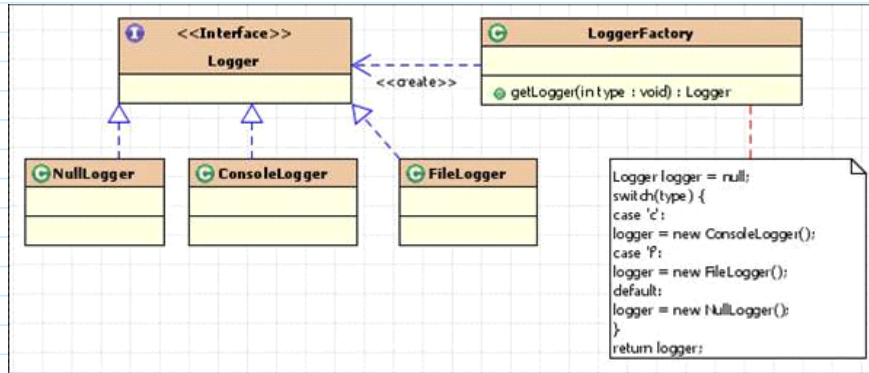 <<Interface>>
Logger
LoggerFactory
<<create>>
getLogger(in type : void) : Logger
NullLogger
ConsoleLogger
FileLogger
Logger logger = null;
switch(type) {
case 'c':
logger = new ConsoleLogger();
case 'f':
logger = new FileLogger();
default:
logger = new NullLogger();
}
return logger;